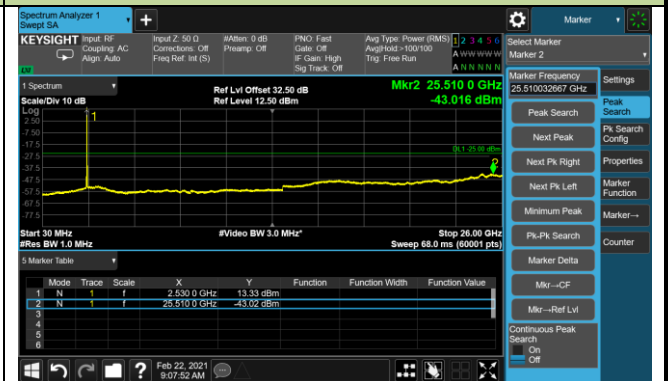 Spectrum Analyzer 1
Swept SA
+
Marker
KEYSIGHT
Input: RF
Coupling: AC
Align: Auto
Input Z: 50 Ω
Corrections: Off
Freq Ref: Int (S)
#Atten: 0 dB
Preamp: Off
PNO: Fast
Gate: Off
IF Gain: High
Sig Track: Off
Avg Type: Power (RMS)
Avg|Hold:>100/100
Trig: Free Run
1 2 3 4 5 6
A W W W W W
A N N N N N
Select Marker
Marker 2
LXI
1 Spectrum
Scale/Div 10 dB
Ref Lvl Offset 32.50 dB
Ref Level 12.50 dBm
Mkr2 25.510 0 GHz
-43.016 dBm
Log
2.50
-7.50
-17.5
-27.5
-37.5
-47.5
-57.5
-67.5
-77.5
1
DL1 -25.00 dBm
2
Start 30 MHz
#Res BW 1.0 MHz
#Video BW 3.0 MHz*
Stop 26.00 GHz
Sweep 68.0 ms (60001 pts)
5 Marker Table
Mode Trace Scale X Y Function Function Width Function Value
1 N 1 f 2.530 0 GHz 13.33 dBm
2 N 1 f 25.510 0 GHz -43.02 dBm
3
4
5
6
Marker Frequency
25.510032667 GHz
Peak Search
Next Peak
Next Pk Right
Next Pk Left
Minimum Peak
Pk-Pk Search
Marker Delta
Mkr→CF
Mkr→Ref Lvl
Continuous Peak
Search
On
Off
Settings
Peak
Search
Pk Search
Config
Properties
Marker
Function
Marker→
Counter
?
Feb 22, 2021
9:07:52 AM